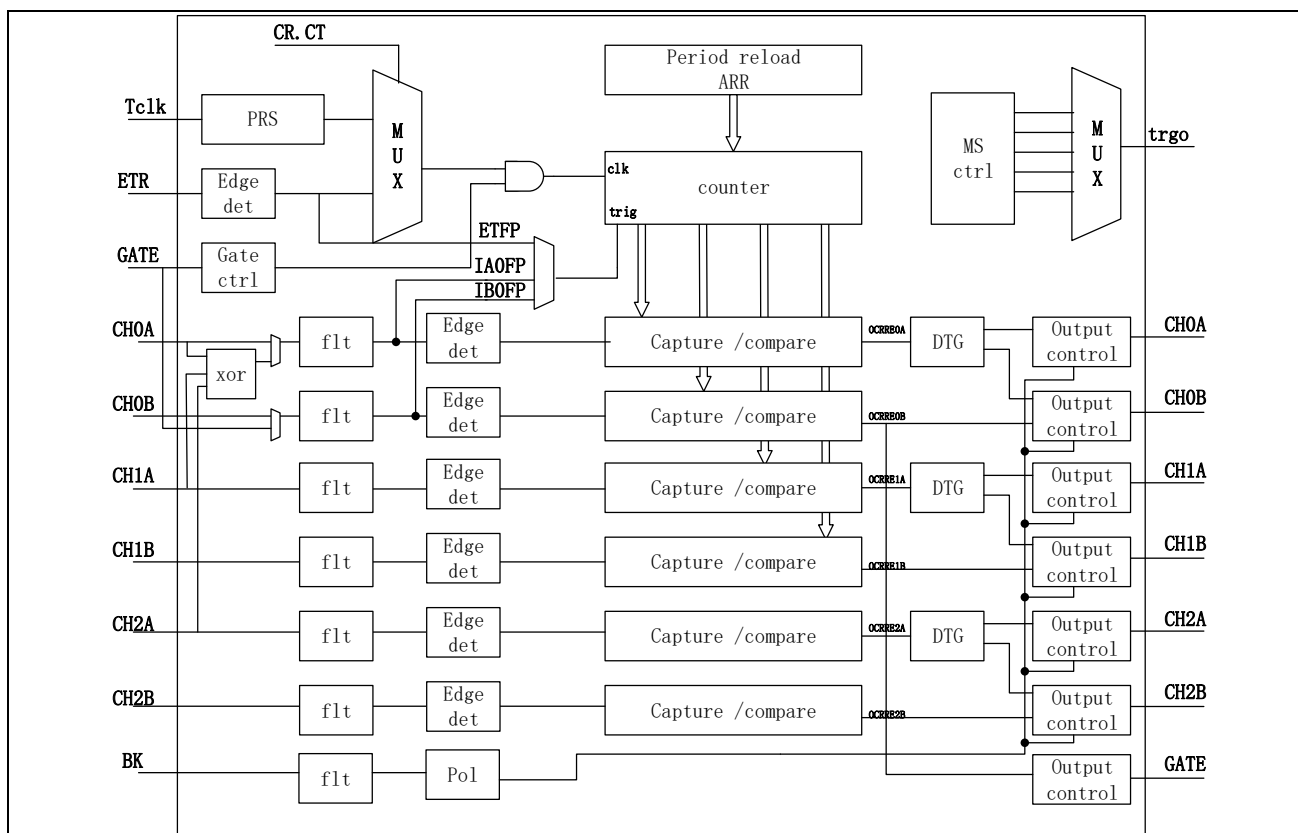 CR.CT
Period reload
ARR
Tclk
PRS
MUX
MS
ctrl
MUX
trgo
ETR
Edge
det
clk
counter
trig
GATE
Gate
ctrl
ETFP
IA0FP
IB0FP
CH0A
flt
Edge
det
Capture /compare
OCRRE0A
DTG
Output
control
CH0A
xor
CH0B
flt
Edge
det
Capture /compare
OCRRE0B
Output
control
CH0B
CH1A
flt
Edge
det
Capture /compare
OCRRE1A
DTG
Output
control
CH1A
CH1B
flt
Edge
det
Capture /compare
OCRRE1B
Output
control
CH1B
CH2A
flt
Edge
det
Capture /compare
OCRRE2A
DTG
Output
control
CH2A
CH2B
flt
Edge
det
Capture /compare
OCRRE2B
Output
control
CH2B
BK
flt
Pol
Output
control
GATE